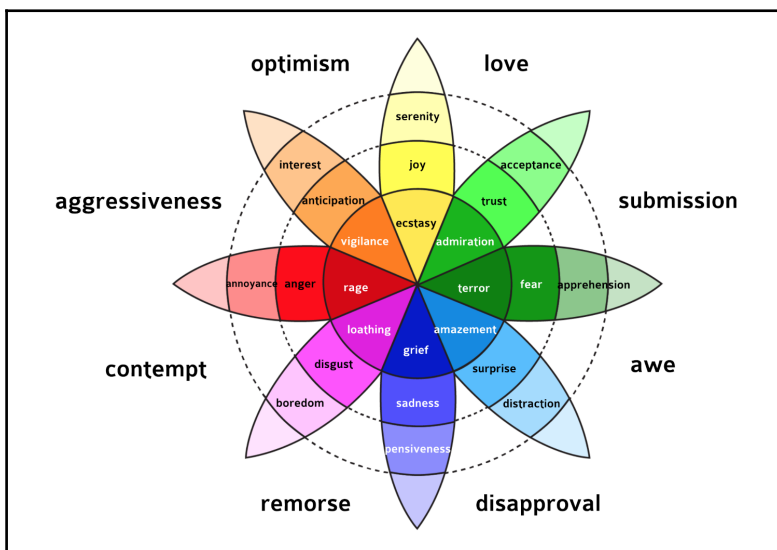 optimism
love
serenity
interest
joy
acceptance
anticipation
trust
aggressiveness
submission
ecstasy
vigilance
admiration
annoyance
anger
rage
terror
fear
apprehension
loathing
amazement
grief
disgust
surprise
contempt
awe
boredom
sadness
distraction
pensiveness
remorse
disapproval